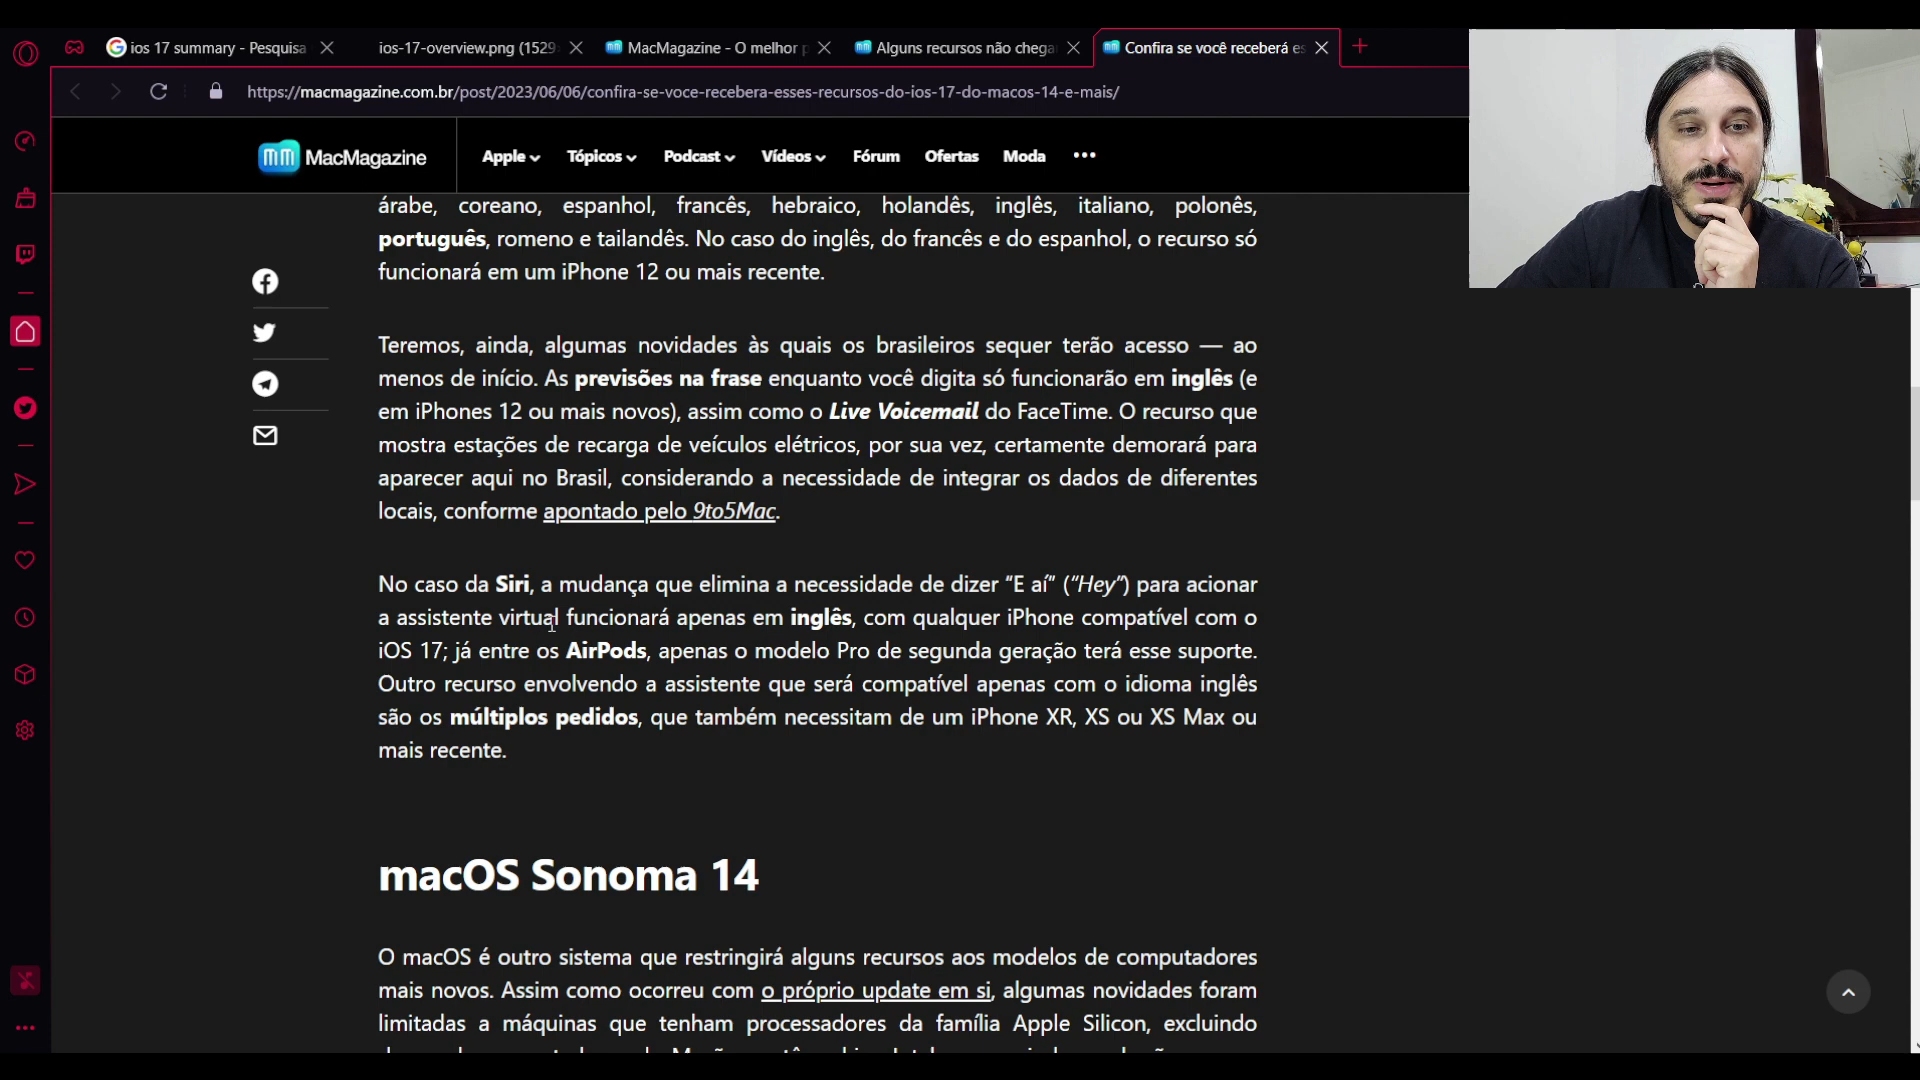 ios 17 summary - Pesquisa
ios-17-overview.png (1529
MacMagazine - O melhor p
Alguns recursos não chega
Confira se você receberá es
https://macmagazine.com.br/post/2023/06/06/confira-se-voce-recebera-esses-recursos-do-ios-17-do-macos-14-e-mais/
MacMagazine
Apple
Tópicos
Podcast
Vídeos
Fórum
Ofertas
Moda
árabe, coreano, espanhol, francês, hebraico, holandês, inglês, italiano, polonês,
português, romeno e tailandês. No caso do inglês, do francês e do espanhol, o recurso só
funcionará em um iPhone 12 ou mais recente.
Teremos, ainda, algumas novidades às quais os brasileiros sequer terão acesso — ao
menos de início. As previsões na frase enquanto você digita só funcionarão em inglês (e
em iPhones 12 ou mais novos), assim como o Live Voicemail do FaceTime. O recurso que
mostra estações de recarga de veículos elétricos, por sua vez, certamente demorará para
aparecer aqui no Brasil, considerando a necessidade de integrar os dados de diferentes
locais, conforme apontado pelo 9to5Mac.
No caso da Siri, a mudança que elimina a necessidade de dizer “E aí” (“Hey”) para acionar
a assistente virtual funcionará apenas em inglês, com qualquer iPhone compatível com o
iOS 17; já entre os AirPods, apenas o modelo Pro de segunda geração terá esse suporte.
Outro recurso envolvendo a assistente que será compatível apenas com o idioma inglês
são os múltiplos pedidos, que também necessitam de um iPhone XR, XS ou XS Max ou
mais recente.
macOS Sonoma 14
O macOS é outro sistema que restringirá alguns recursos aos modelos de computadores
mais novos. Assim como ocorreu com o próprio update em si, algumas novidades foram
limitadas a máquinas que tenham processadores da família Apple Silicon, excluindo